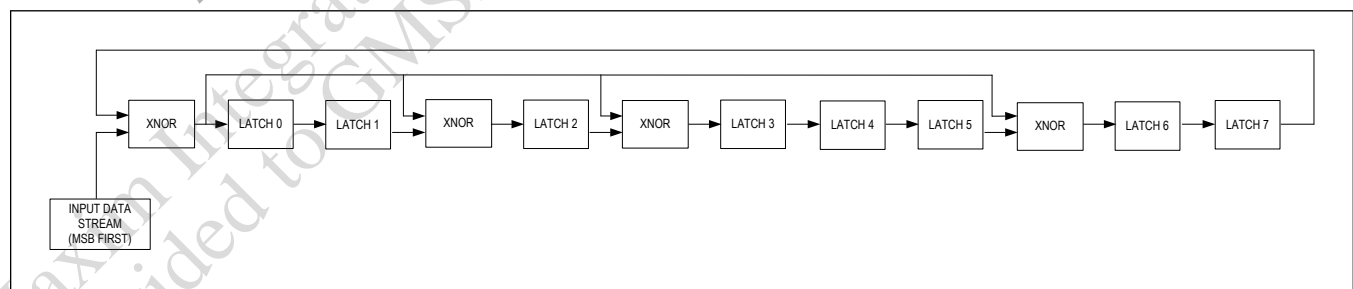 XNOR LATCH 0 LATCH 1 XNOR LATCH 2 XNOR LATCH 3 LATCH 4 LATCH 5 XNOR LATCH 6 LATCH 7
INPUT DATA
STREAM
(MSB FIRST)